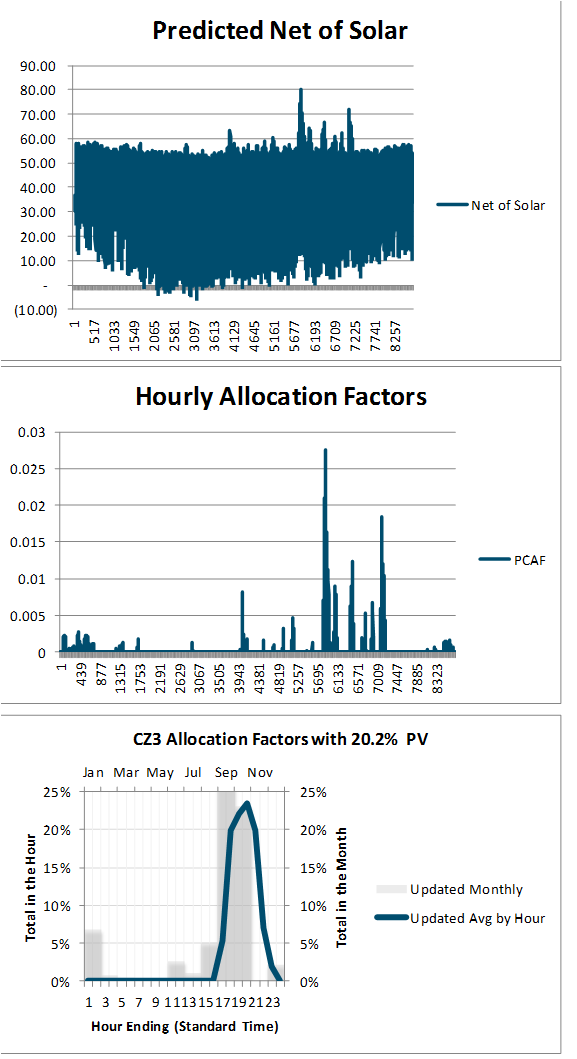 Predicted Net of Solar
90.00
80.00
70.00
60.00
50.00
40.00
30.00
20.00
10.00
-
(10.00)
1 517 1033 1549 2065 2581 3097 3613 4129 4645 5161 5677 6193 6709 7225 7741 8257
Net of Solar
Hourly Allocation Factors
0.03
0.025
0.02
0.015
0.01
0.005
0
1 439 877 1315 1753 2191 2629 3067 3505 3943 4381 4819 5257 5695 6133 6571 7009 7447 7885 8323
PCAF
CZ3 Allocation Factors with 20.2% PV
Jan Mar May Jul Sep Nov
25% 25%
20% 20%
15% 15%
10% 10%
5% 5%
0% 0%
Total in the Hour
Total in the Month
1 3 5 7 9 11 13 15 17 19 21 23
Hour Ending (Standard Time)
Updated Monthly
Updated Avg by Hour